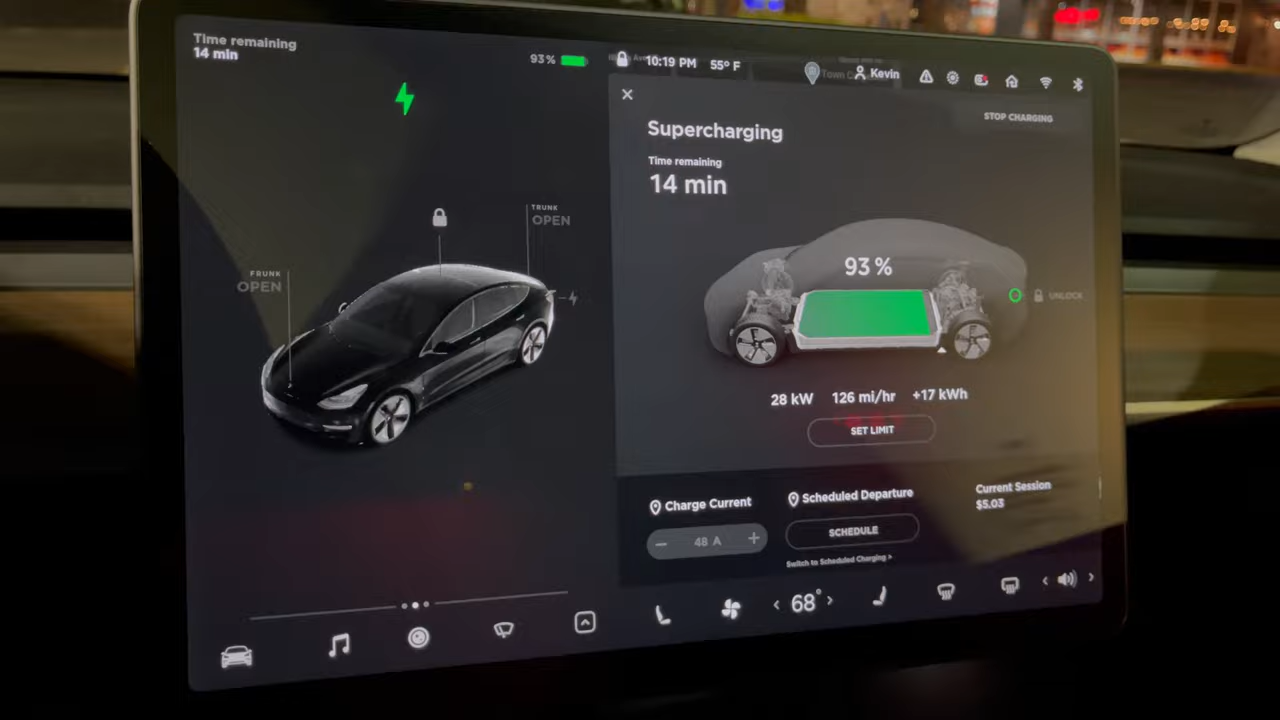 Time remaining
14 min
93 %
10:19 PM
55° F
Town
Kevin
STOP CHARGING
Supercharging
Time remaining
14 min
TRUNK
OPEN
FRUNK
OPEN
93 %
UNLOCK
28 kW
126 mi/hr
+17 kWh
SET LIMIT
Charge Current
48 A
Scheduled Departure
SCHEDULE
Switch to Scheduled Charging >
Current Session
$5.03
68°